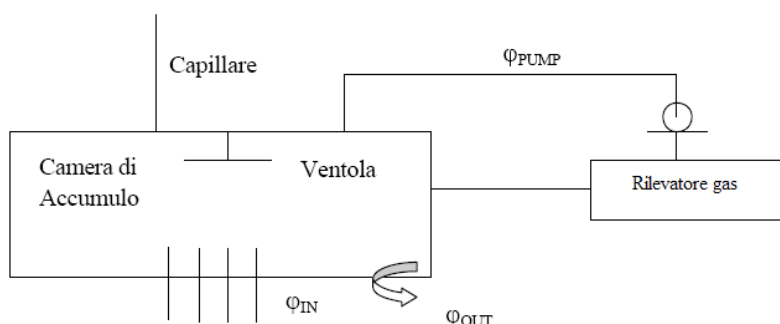 Capillare
φPUMP
Camera di
Accumulo
Ventola
Rilevatore gas
φIN
φOUT